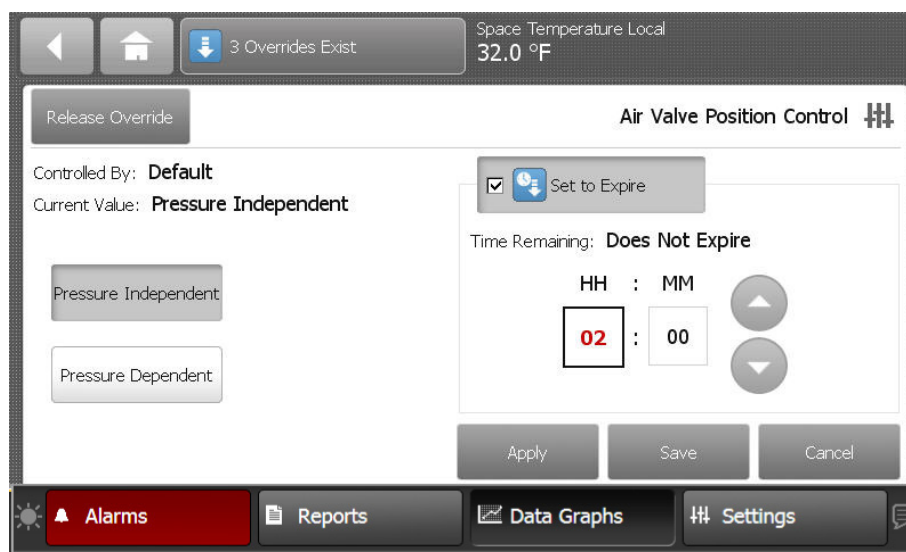 3 Overrides Exist
Space Temperature Local
32.0 °F
Release Override
Air Valve Position Control
Controlled By: Default
Current Value: Pressure Independent
Set to Expire
Time Remaining: Does Not Expire
HH : MM
02 : 00
Pressure Independent
Pressure Dependent
Apply
Save
Cancel
Alarms
Reports
Data Graphs
Settings